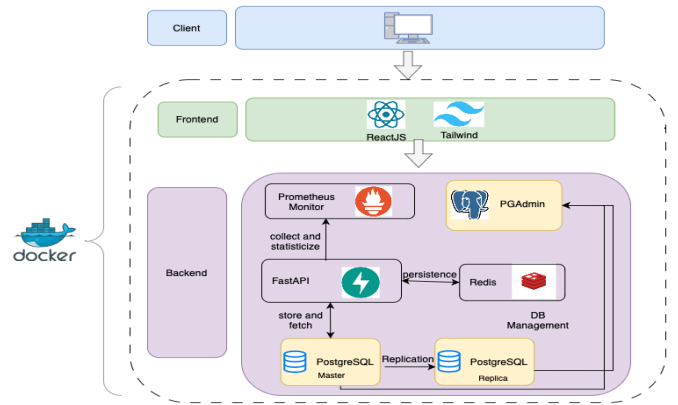 Client
Frontend
ReactJS
Tailwind
docker
Backend
Prometheus
Monitor
PGAdmin
collect and
statisticize
FastAPI
persistence
Redis
store and
fetch
DB
Management
PostgreSQL
Master
Replication
PostgreSQL
Replica